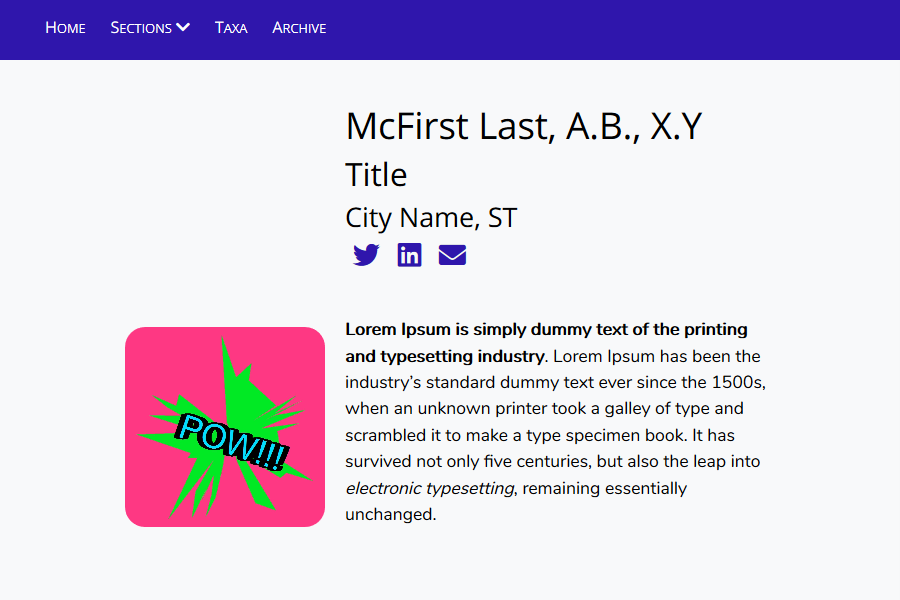 Home Sections Taxa Archive
McFirst Last, A.B., X.Y
Title
City Name, ST
in
Lorem Ipsum is simply dummy text of the printing
and typesetting industry. Lorem Ipsum has been the
industry’s standard dummy text ever since the 1500s,
when an unknown printer took a galley of type and
scrambled it to make a type specimen book. It has
survived not only five centuries, but also the leap into
electronic typesetting, remaining essentially
unchanged.
POW!!!